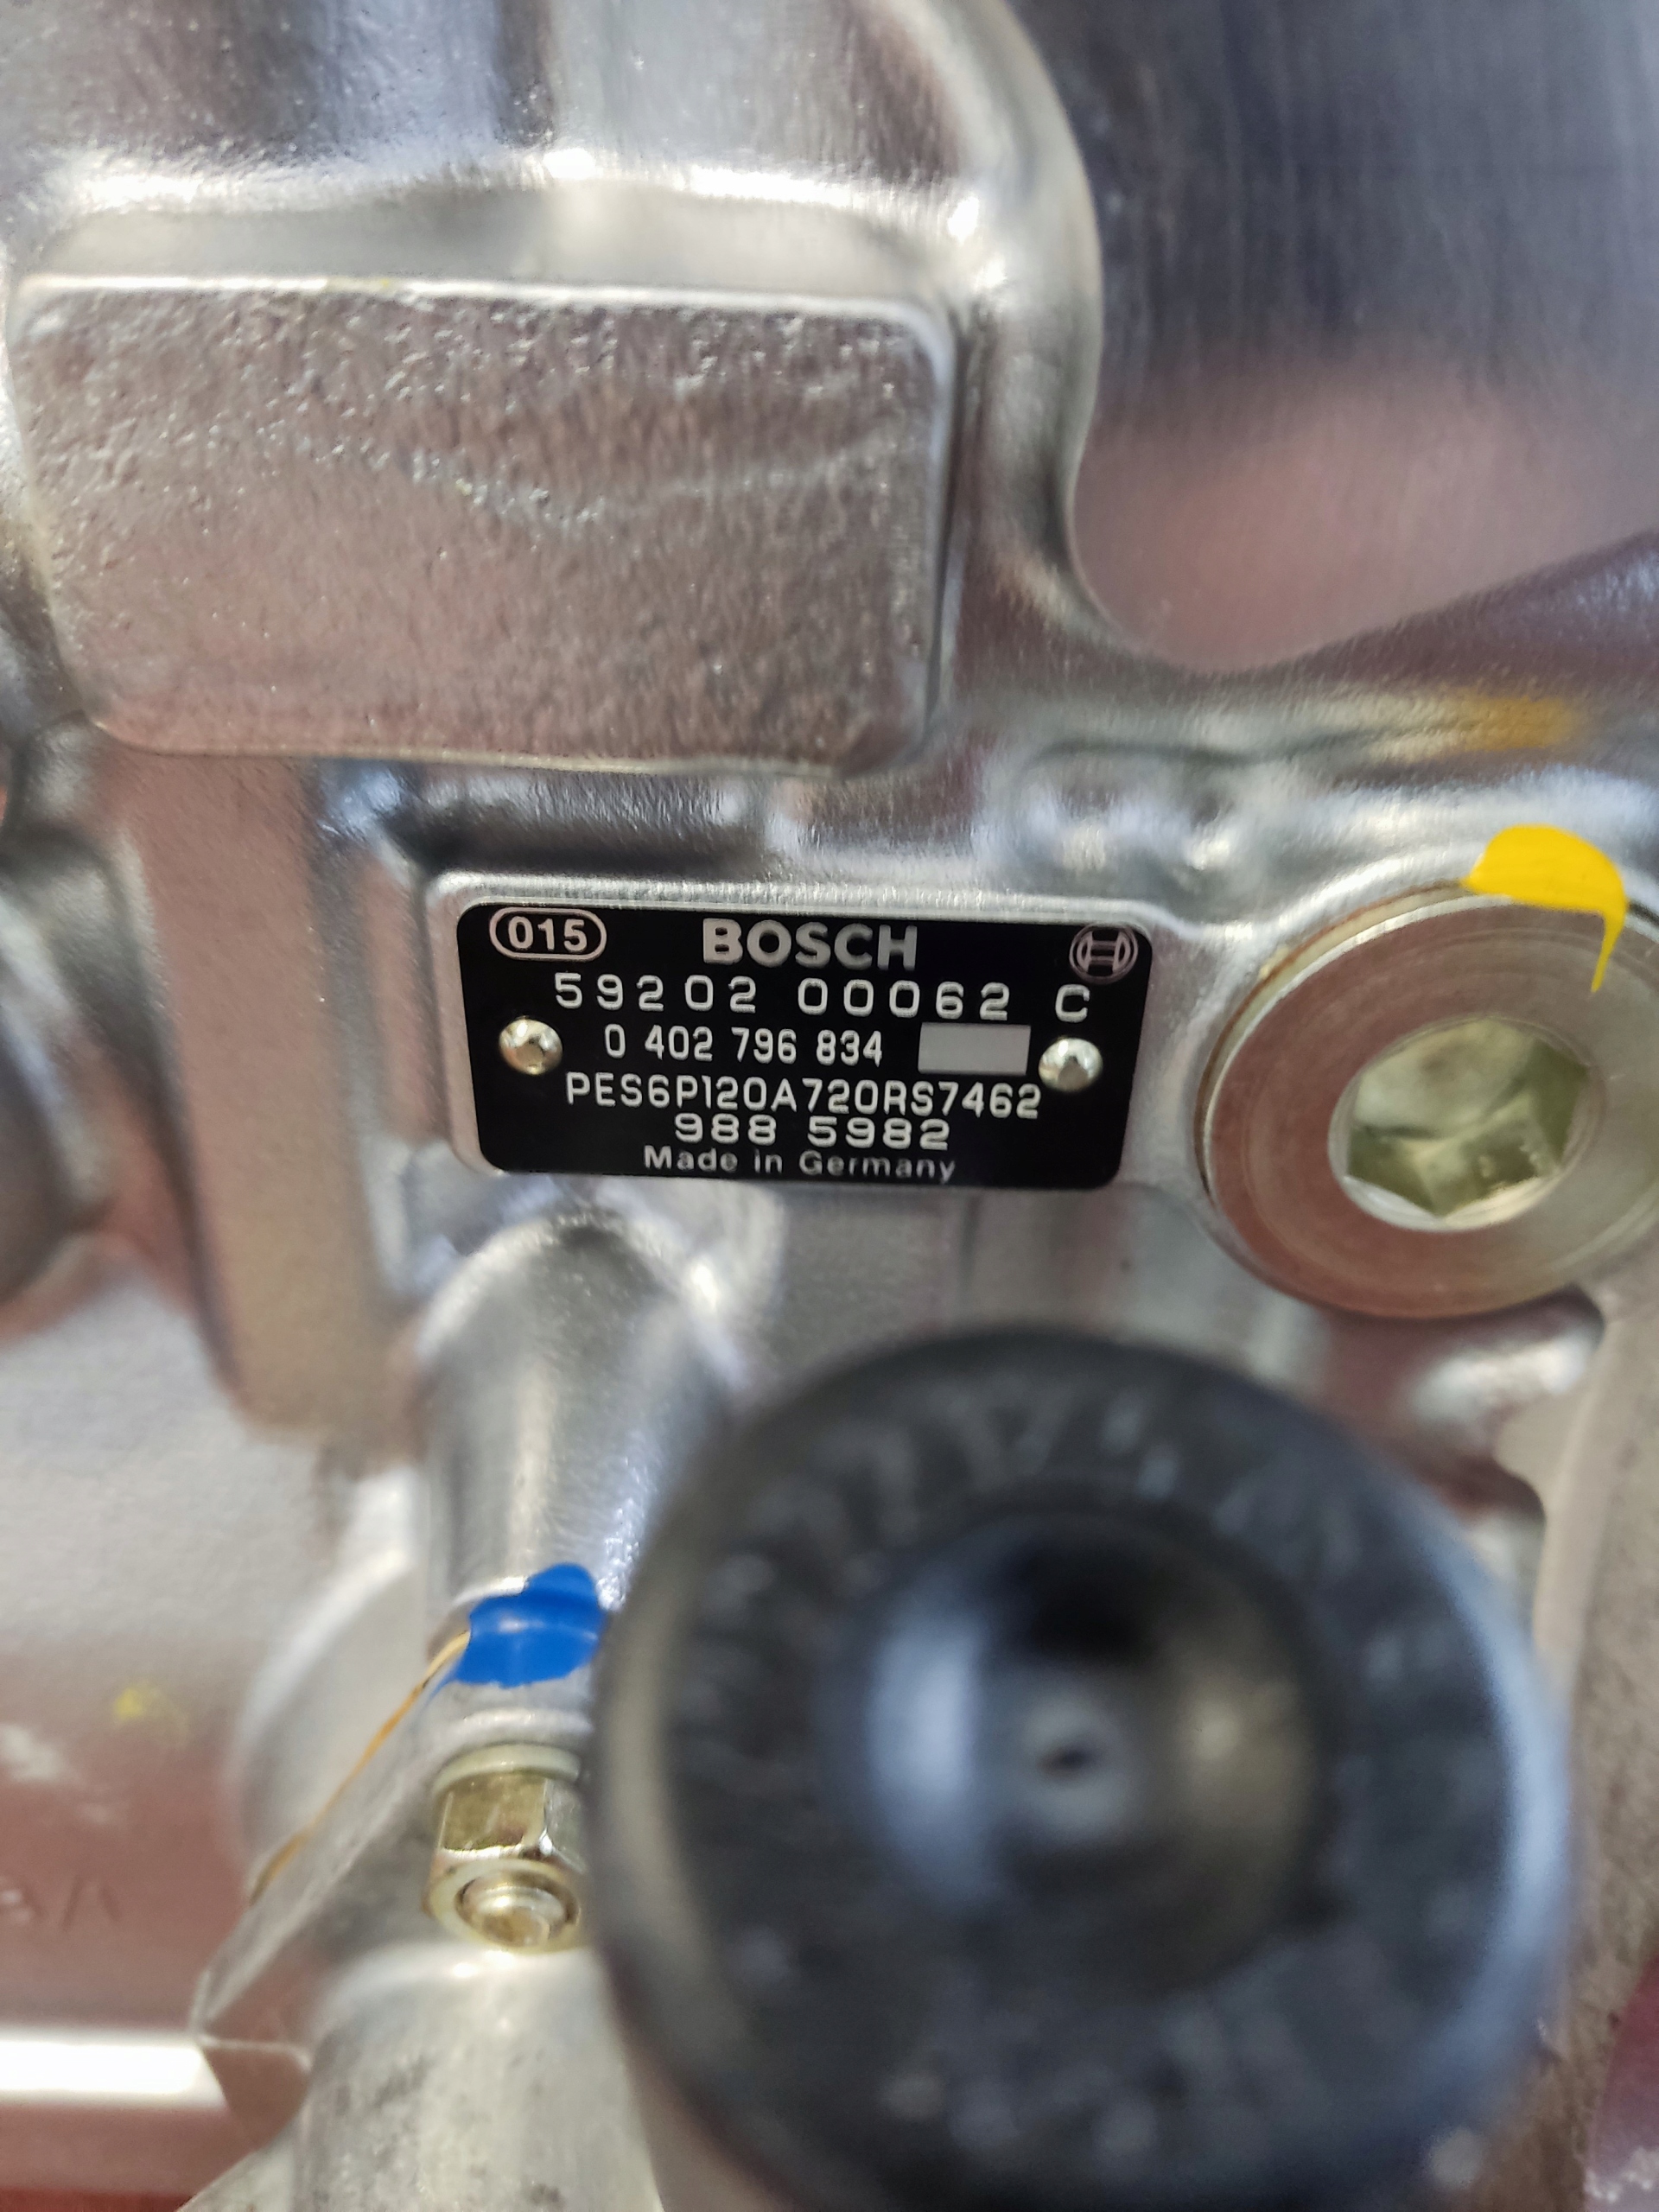 015 BOSCH
59202 00062 C
0 402 796 834
PES6P120A720RS7462
988 5982
Made in Germany